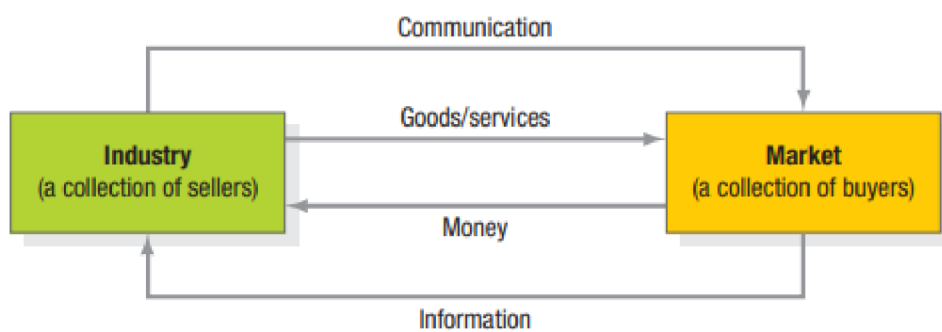 Communication
Goods/services
Industry
(a collection of sellers)
Market
(a collection of buyers)
Money
Information